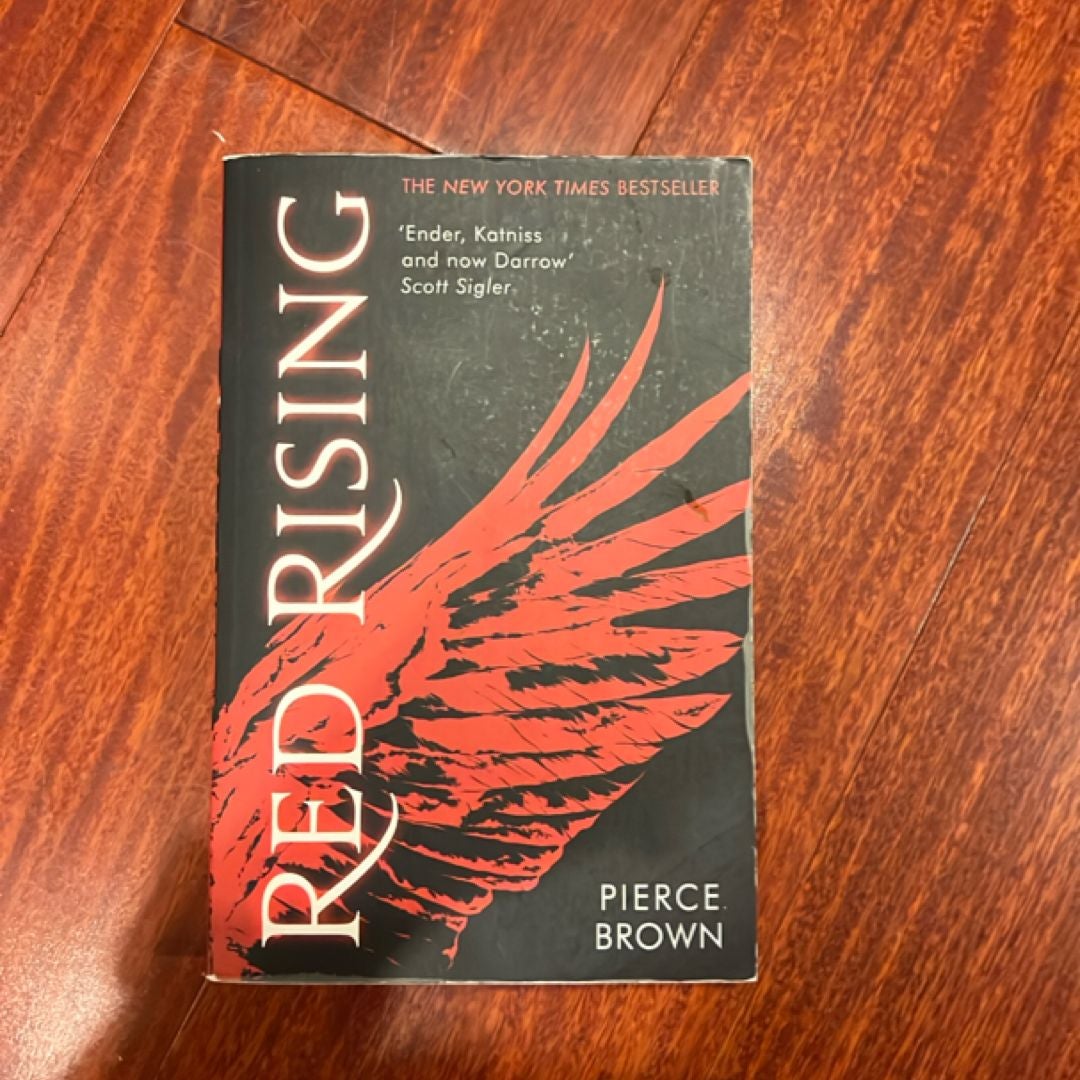 THE NEW YORK TIMES BESTSELLER
‘Ender, Katniss
and now Darrow’
Scott Sigler
RED RISING
PIERCE
BROWN